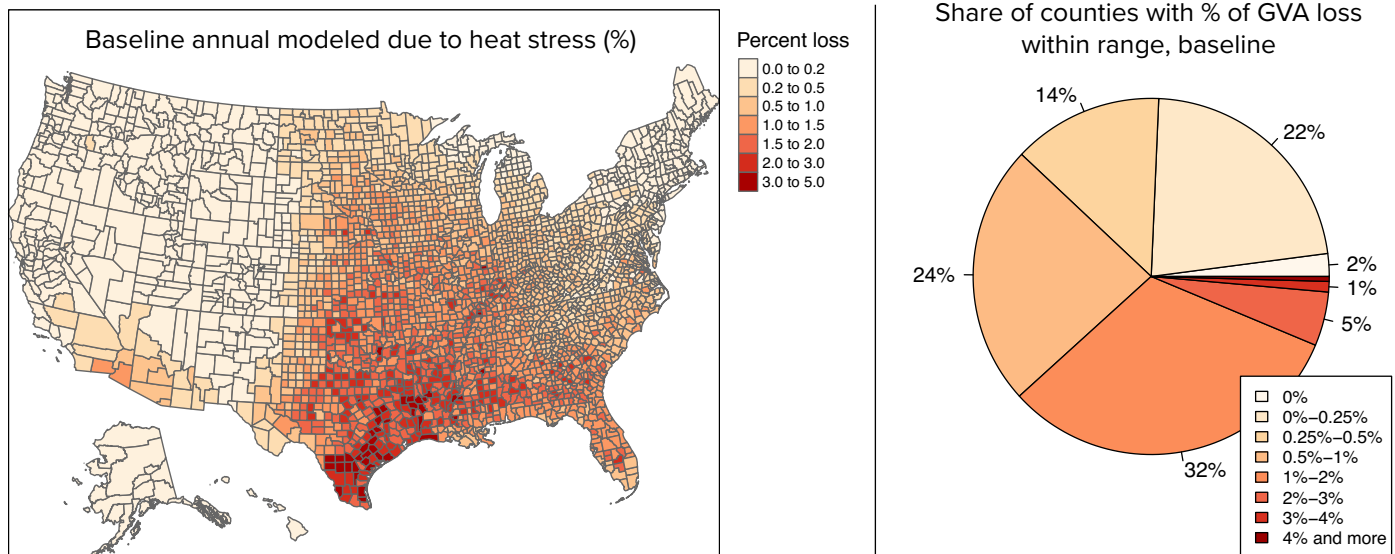 Baseline annual modeled due to heat stress (%)
Percent loss
0.0 to 0.2
0.2 to 0.5
0.5 to 1.0
1.0 to 1.5
1.5 to 2.0
2.0 to 3.0
3.0 to 5.0
Share of counties with % of GVA loss
within range, baseline
14%
22%
2%
1%
5%
24%
32%
0%
0%–0.25%
0.25%–0.5%
0.5%–1%
1%–2%
2%–3%
3%–4%
4% and more